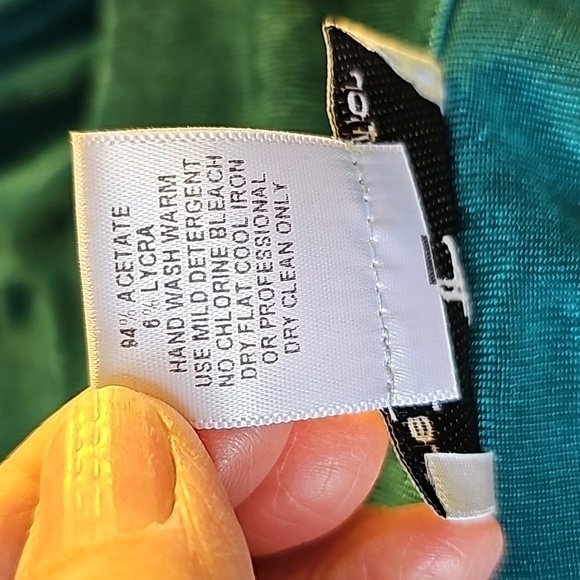 94% ACETATE
6% LYCRA
HAND WASH WARM
USE MILD DETERGENT
NO CHLORINE BLEACH
DRY FLAT COOL IRON
OR PROFESSIONAL
DRY CLEAN ONLY